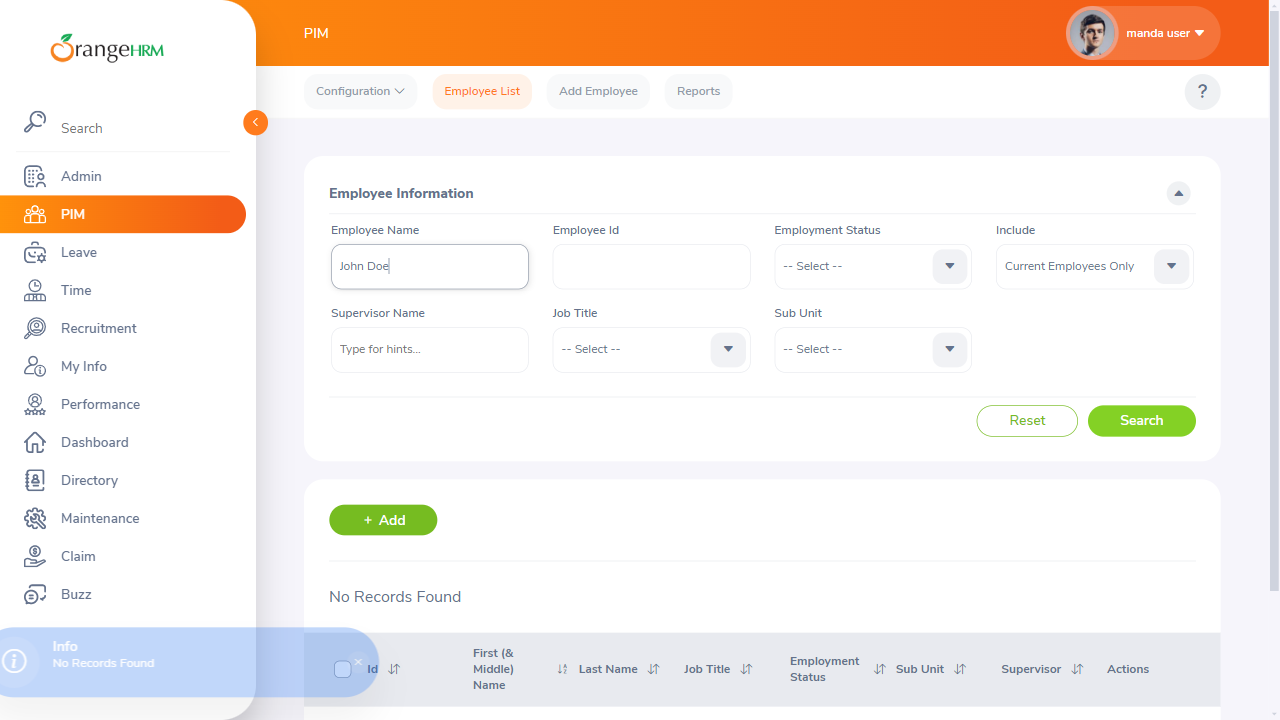 OrangeHRM
Search
Admin
PIM
Leave
Time
Recruitment
My Info
Performance
Dashboard
Directory
Maintenance
Claim
Buzz
PIM
manda user
Configuration
Employee List
Add Employee
Reports
?
Employee Information
Employee Name
Employee Id
Employment Status
Include
John Doe
-- Select --
Current Employees Only
Supervisor Name
Job Title
Sub Unit
Type for hints...
-- Select --
-- Select --
Reset
Search
+ Add
No Records Found
Info
No Records Found
×
Id
First (&
Middle)
Name
Last Name
Job Title
Employment
Status
Sub Unit
Supervisor
Actions